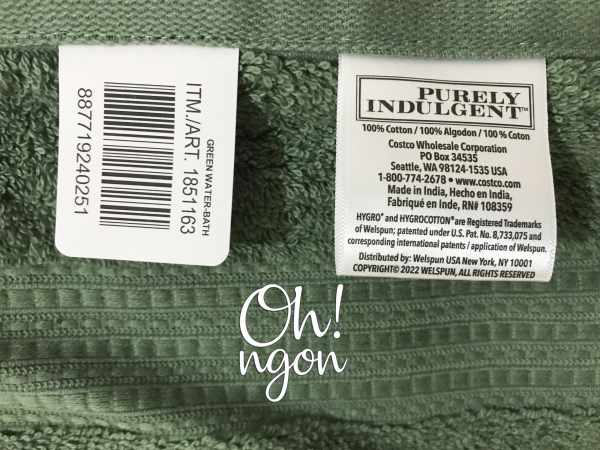 GREEN WATER-BATH
ITM./ART. 1851163
887719240251
PURELY
INDULGENT™
100% Cotton / 100% Algodon / 100 % Coton
Costco Wholesale Corporation
PO Box 34535
Seattle, WA 98124-1535 USA
1-800-774-2678 • www.costco.com
Made in India, Hecho en India,
Fabriqué en Inde, RN# 108359
HYGRO® and HYGROCOTTON® are Registered Trademarks
of Welspun; patented under U.S. Pat. No. 8,733,075 and
corresponding international patents / application of Welspun.
Distributed by: Welspun USA New York, NY 10001
COPYRIGHT© 2022 WELSPUN, ALL RIGHTS RESERVED
Oh!
ngon